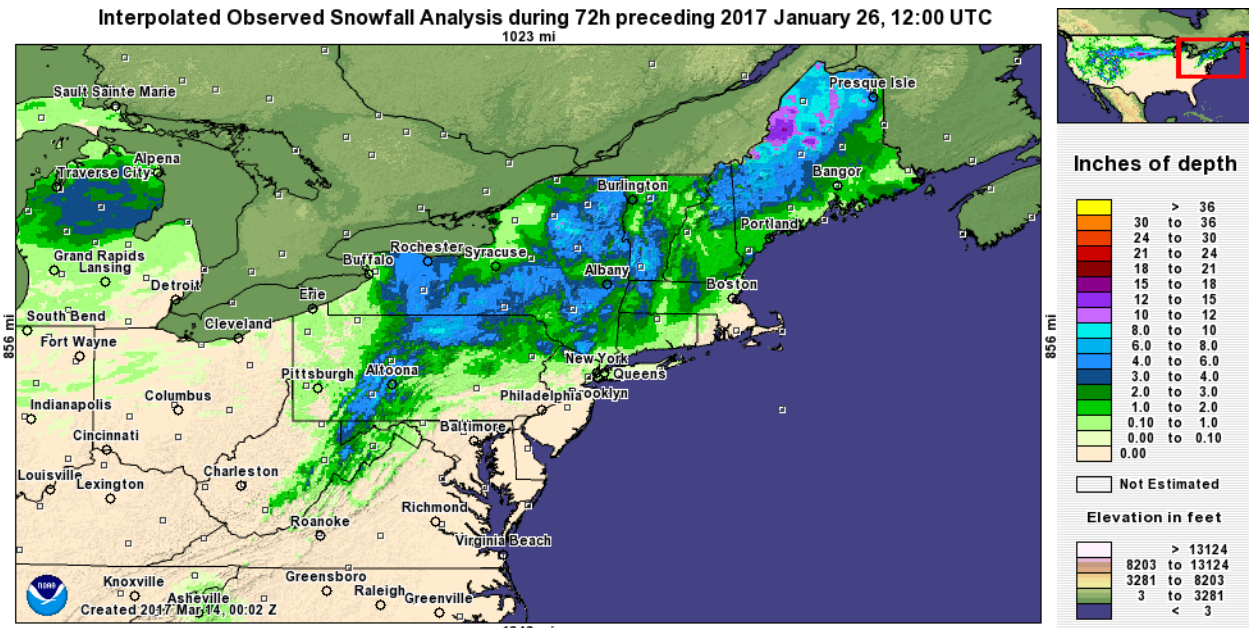 Interpolated Observed Snowfall Analysis during 72h preceding 2017 January 26, 12:00 UTC
1023 mi
Sault Sainte Marie
Presque Isle
Alpena
Traverse City
Burlington
Bangor
Portland
Rochester
Syracuse
Buffalo
Grand Rapids
Lansing
Albany
Detroit
Erie
Boston
South Bend
Cleveland
856 mi
856 mi
Fort Wayne
New York
Pittsburgh
Altoona
Queens
Columbus
Philadelphia
Brooklyn
Indianapolis
Baltimore
Cincinnati
Louisville
Charleston
Lexington
Richmond
Roanoke
Virginia Beach
Knoxville
Greensboro
Asheville
Raleigh
Greenville
NOAA
Created 2017 Mar 14, 00:02 Z
Inches of depth
> 36
30 to 36
24 to 30
21 to 24
18 to 21
15 to 18
12 to 15
10 to 12
8.0 to 10
6.0 to 8.0
4.0 to 6.0
3.0 to 4.0
2.0 to 3.0
1.0 to 2.0
0.10 to 1.0
0.00 to 0.10
0.00
Not Estimated
Elevation in feet
> 13124
8203 to 13124
3281 to 8203
3 to 3281
< 3